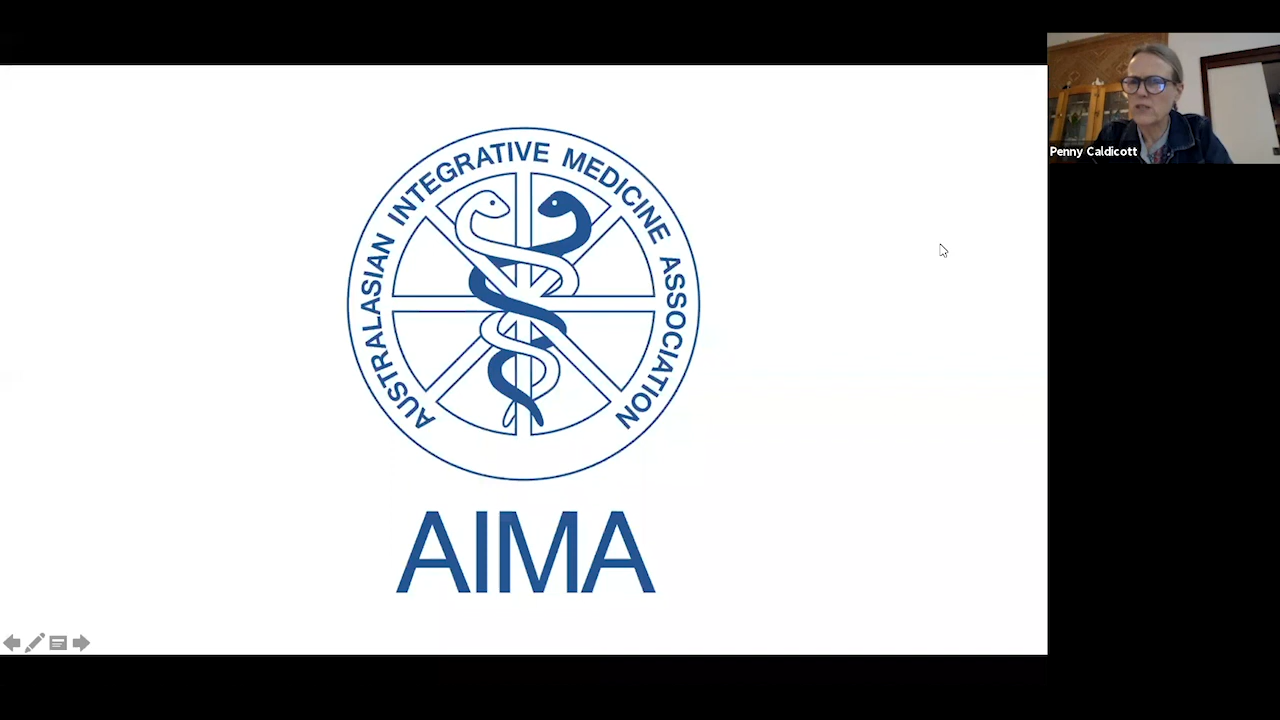 AUSTRALASIAN INTEGRATIVE MEDICINE ASSOCIATION
AIMA
Penny Caldicott